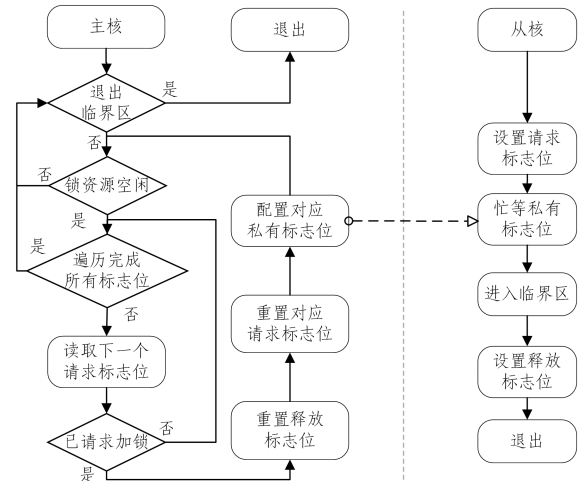 主核
退出
从核
退出
临界区
是
否
设置请求
标志位
否
锁资源空闲
是
配置对应
私有标志位
忙等私有
标志位
是
遍历完成
所有标志位
进入临界区
否
重置对应
请求标志位
读取下一个
请求标志位
设置释放
标志位
重置释放
标志位
否
已请求加锁
退出
是